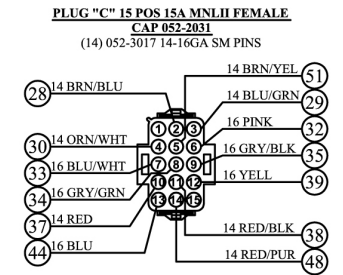 PLUG "C" 15 POS 15A MNLII FEMALE
CAP 052-2031
(14) 052-3017 14-16GA SM PINS
14 BRN/YEL 51
28 14 BRN/BLU
14 BLU/GRN 29
1 2 3
16 PINK 32
30 14 ORN/WHT
4 5 6
16 GRY/BLK 35
33 16 BLU/WHT
7 8 9
16 YELL 39
34 16 GRY/GRN
10 11 12
37 14 RED
13 14 15
14 RED/BLK 38
44 16 BLU
14 RED/PUR 48